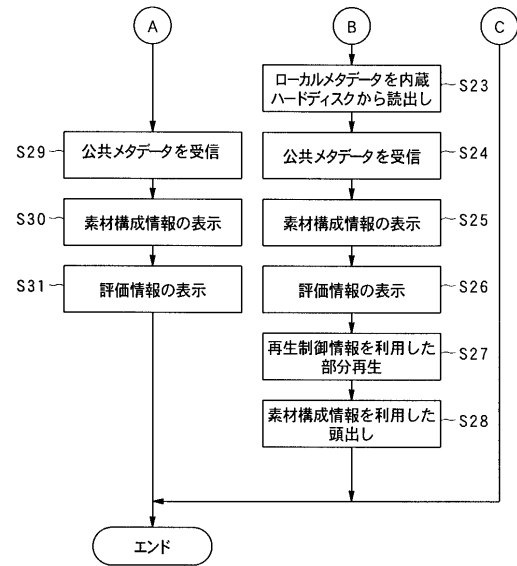 A
B
C
ローカルメタデータを内蔵
ハードディスクから読出し
S23
S29
公共メタデータを受信
公共メタデータを受信
S24
S30
素材構成情報の表示
素材構成情報の表示
S25
S31
評価情報の表示
評価情報の表示
S26
再生制御情報を利用した
部分再生
S27
素材構成情報を利用した
頭出し
S28
エンド